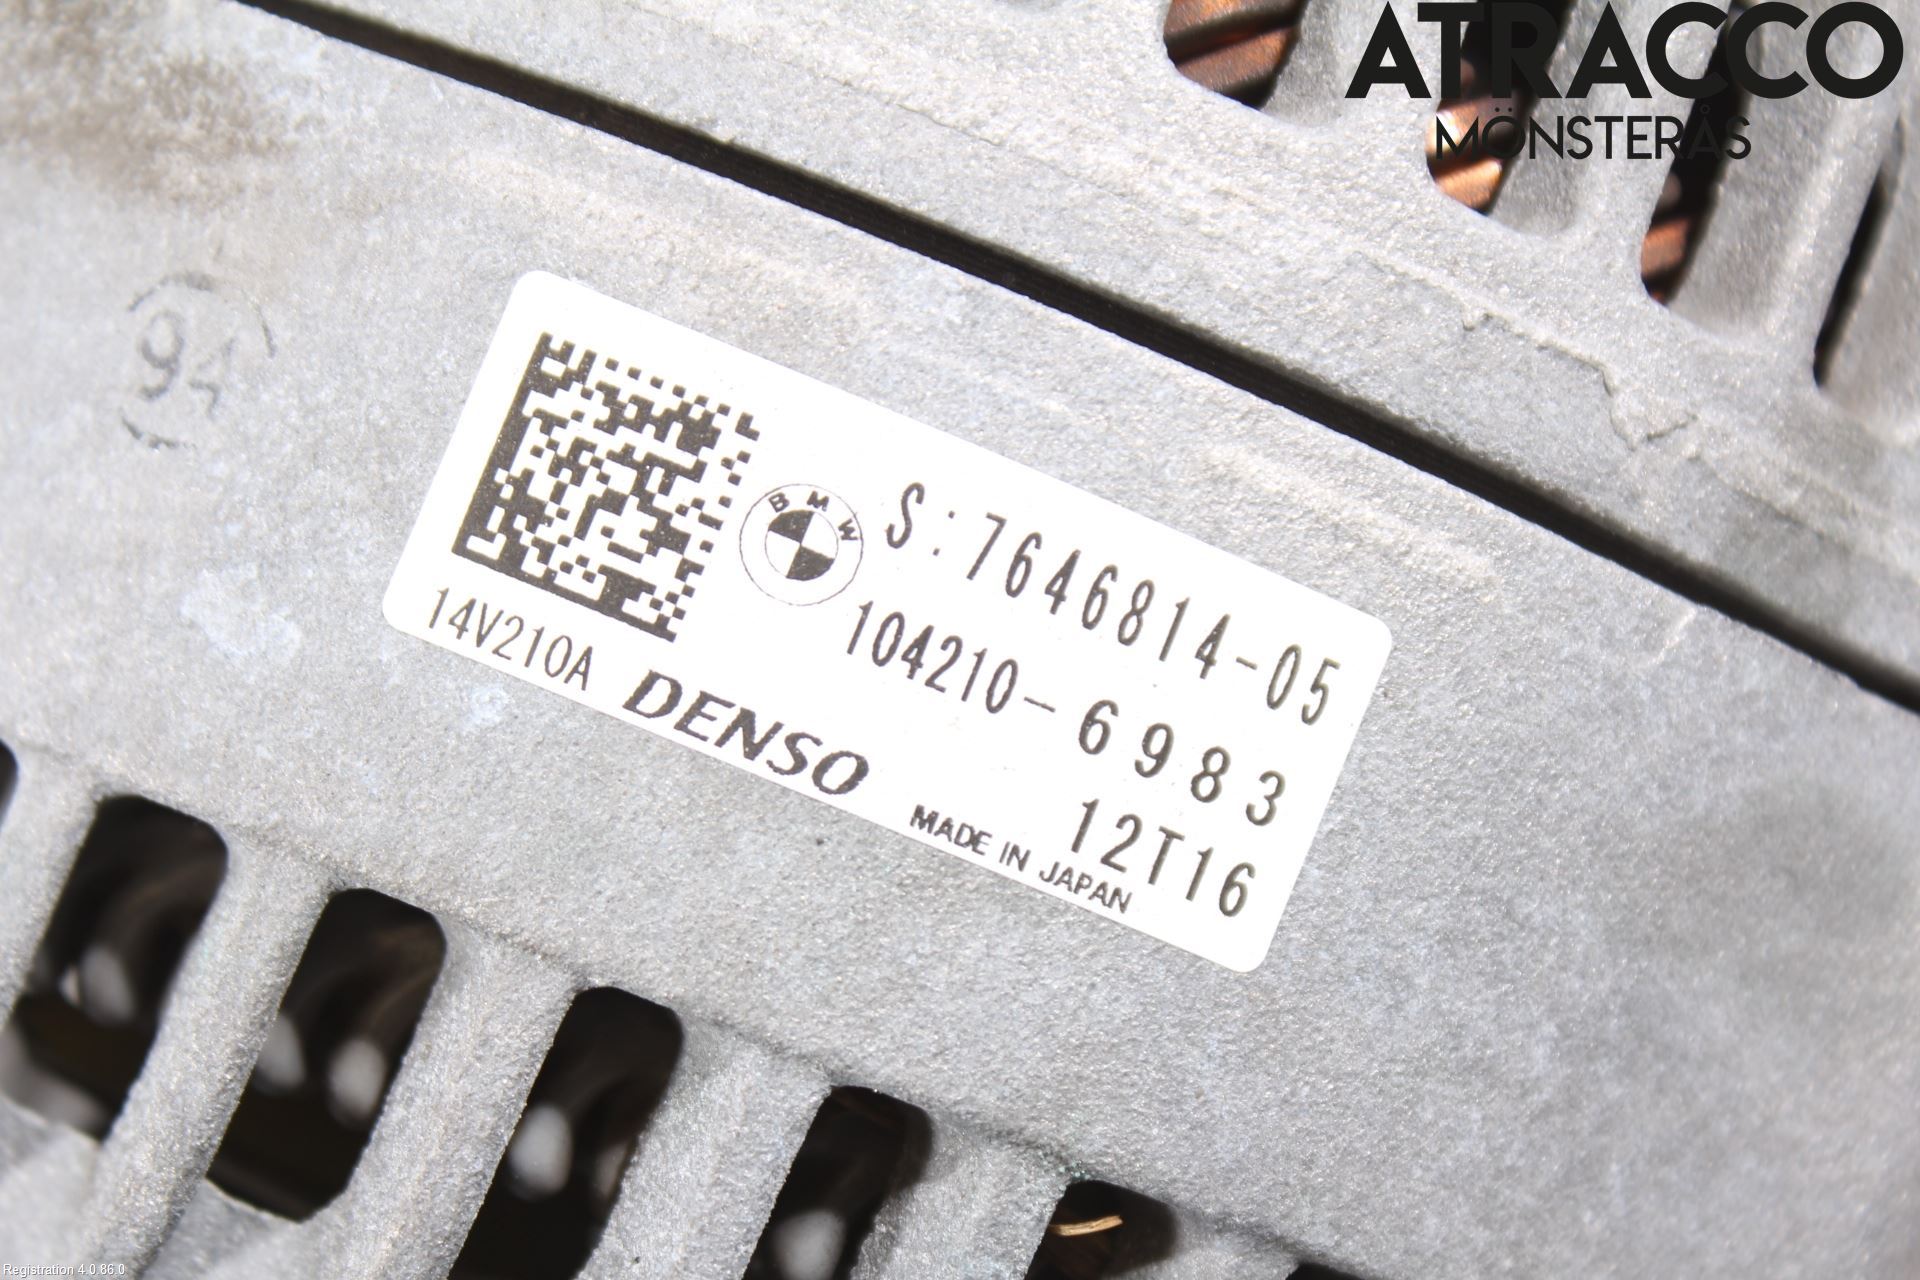 ATRACCO
MÖNSTERÅS
94
BMW
S:7646814-05
104210-6983
12T16
14V210A DENSO
MADE IN JAPAN
Registration 4.0.86.0